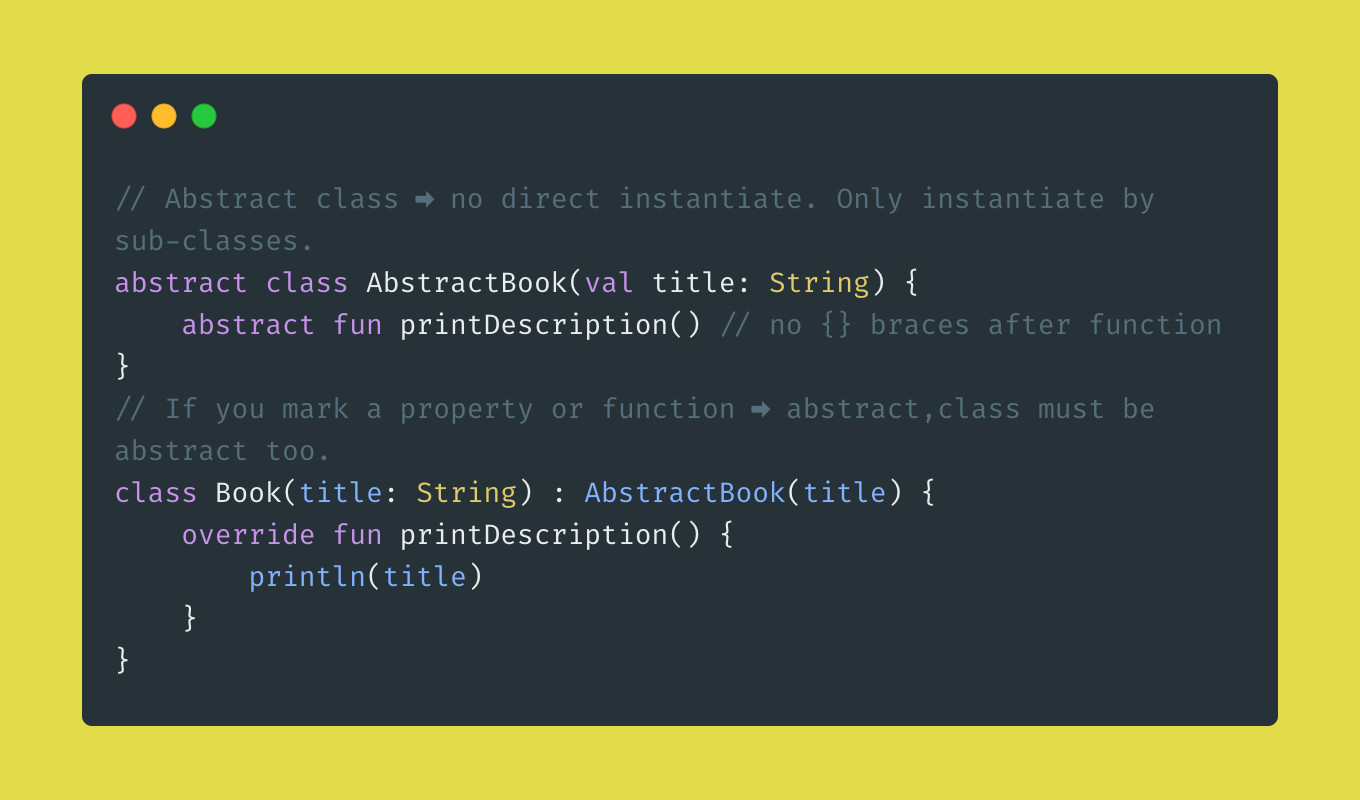 // Abstract class ➡ no direct instantiate. Only instantiate by
sub-classes.
abstract class AbstractBook(val title: String) {
    abstract fun printDescription() // no {} braces after function
}
// If you mark a property or function ➡ abstract,class must be
abstract too.
class Book(title: String) : AbstractBook(title) {
    override fun printDescription() {
        println(title)
    }
}